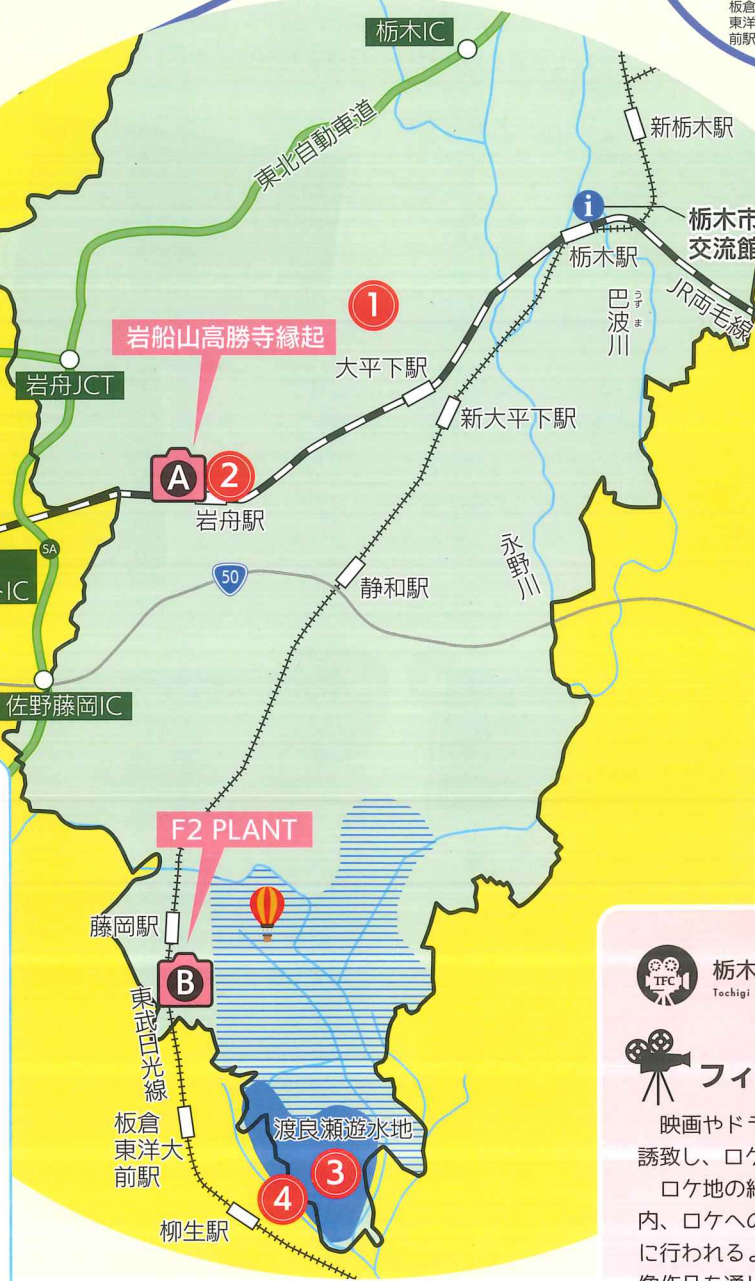 板倉
東洋
前駅
栃木IC
東北自動車道
新栃木駅
i
栃木市
交流館
栃木駅
JR両毛線
巴波川
うずま
1
岩船山高勝寺縁起
大平下駅
岩舟JCT
新大平下駅
A
2
岩舟駅
永野川
SA
IC
50
静和駅
佐野藤岡IC
F2 PLANT
藤岡駅
B
東武日光線
板倉
東洋大
前駅
渡良瀬遊水地
3
4
柳生駅
TFC
栃木
Tochigi
フィ
映画やドラ
誘致し、ロケ
ロケ地の
内、ロケへの
に行われるよ